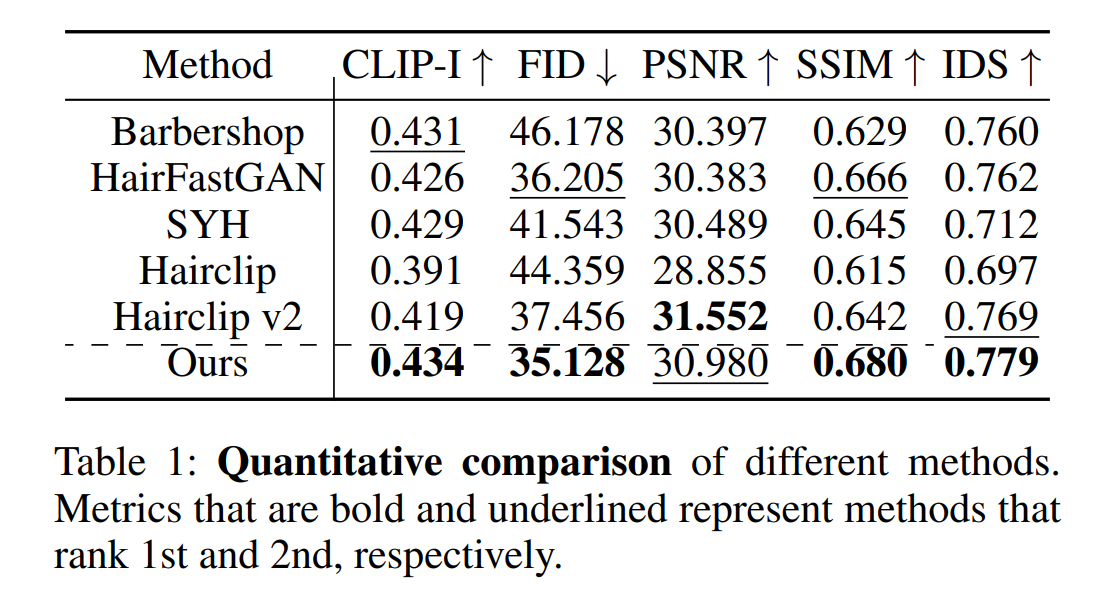 Method CLIP-I ↑ FID ↓ PSNR ↑ SSIM ↑ IDS ↑
Barbershop 0.431 46.178 30.397 0.629 0.760
HairFastGAN 0.426 36.205 30.383 0.666 0.762
SYH 0.429 41.543 30.489 0.645 0.712
Hairclip 0.391 44.359 28.855 0.615 0.697
Hairclip v2 0.419 37.456 31.552 0.642 0.769
Ours 0.434 35.128 30.980 0.680 0.779
Table 1: Quantitative comparison of different methods.
Metrics that are bold and underlined represent methods that
rank 1st and 2nd, respectively.